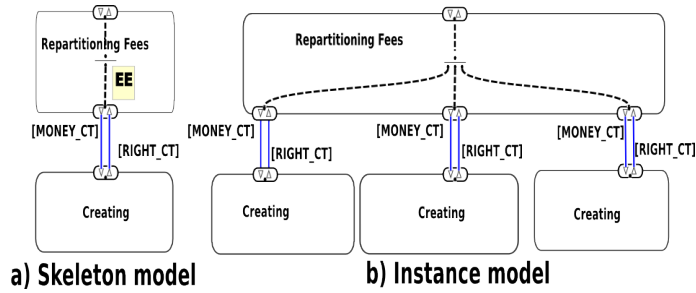 Repartitioning Fees
EE
[MONEY_CT]
[RIGHT_CT]
Creating
a) Skeleton model
Repartitioning Fees
[MONEY_CT]
[RIGHT_CT]
[MONEY_CT]
[RIGHT_CT]
[MONEY_CT]
[RIGHT_CT]
Creating
Creating
Creating
b) Instance model